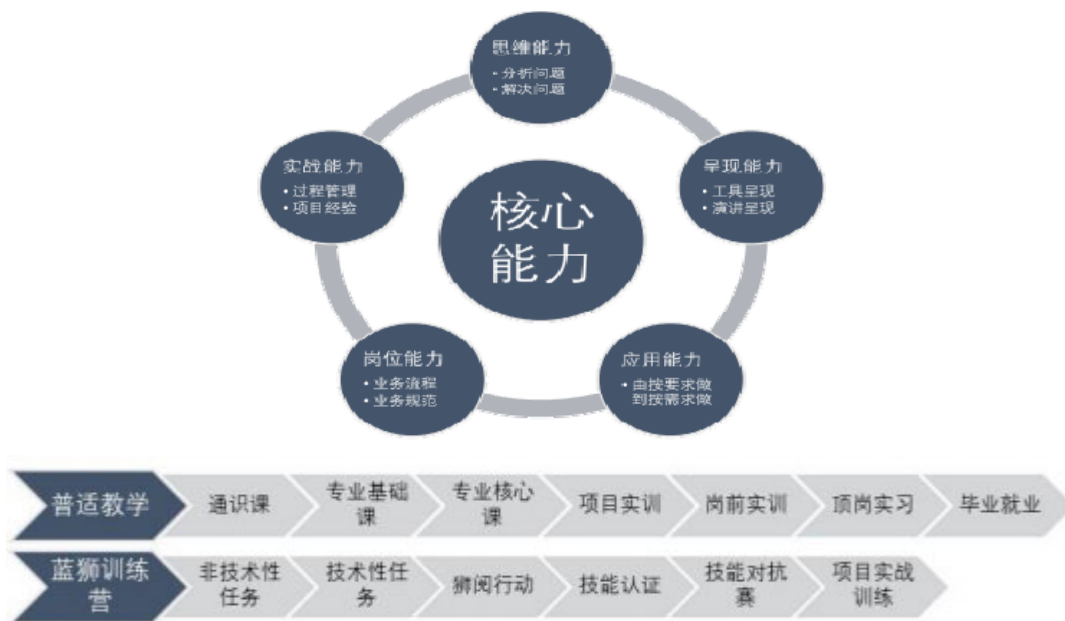 思维能力
• 分析问题
• 解决问题
实战能力
• 过程管理
• 项目经验
呈现能力
• 工具呈现
• 演讲呈现
核心
能力
岗位能力
• 业务流程
• 业务规范
应用能力
• 由按要求做
到按需求做
普适教学
通识课
专业基础
课
专业核心
课
项目实训
岗前实训
顶岗实习
毕业就业
蓝狮训练
营
非技术性
任务
技术性任
务
狮阅行动
技能认证
技能对抗
赛
项目实战
训练